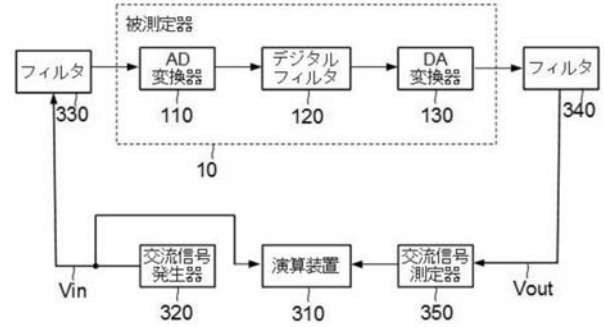 被測定器
フィルタ
330
AD
変換器
110
デジタル
フィルタ
120
DA
変換器
130
フィルタ
340
10
Vin
交流信号
発生器
320
演算装置
310
交流信号
測定器
350
Vout